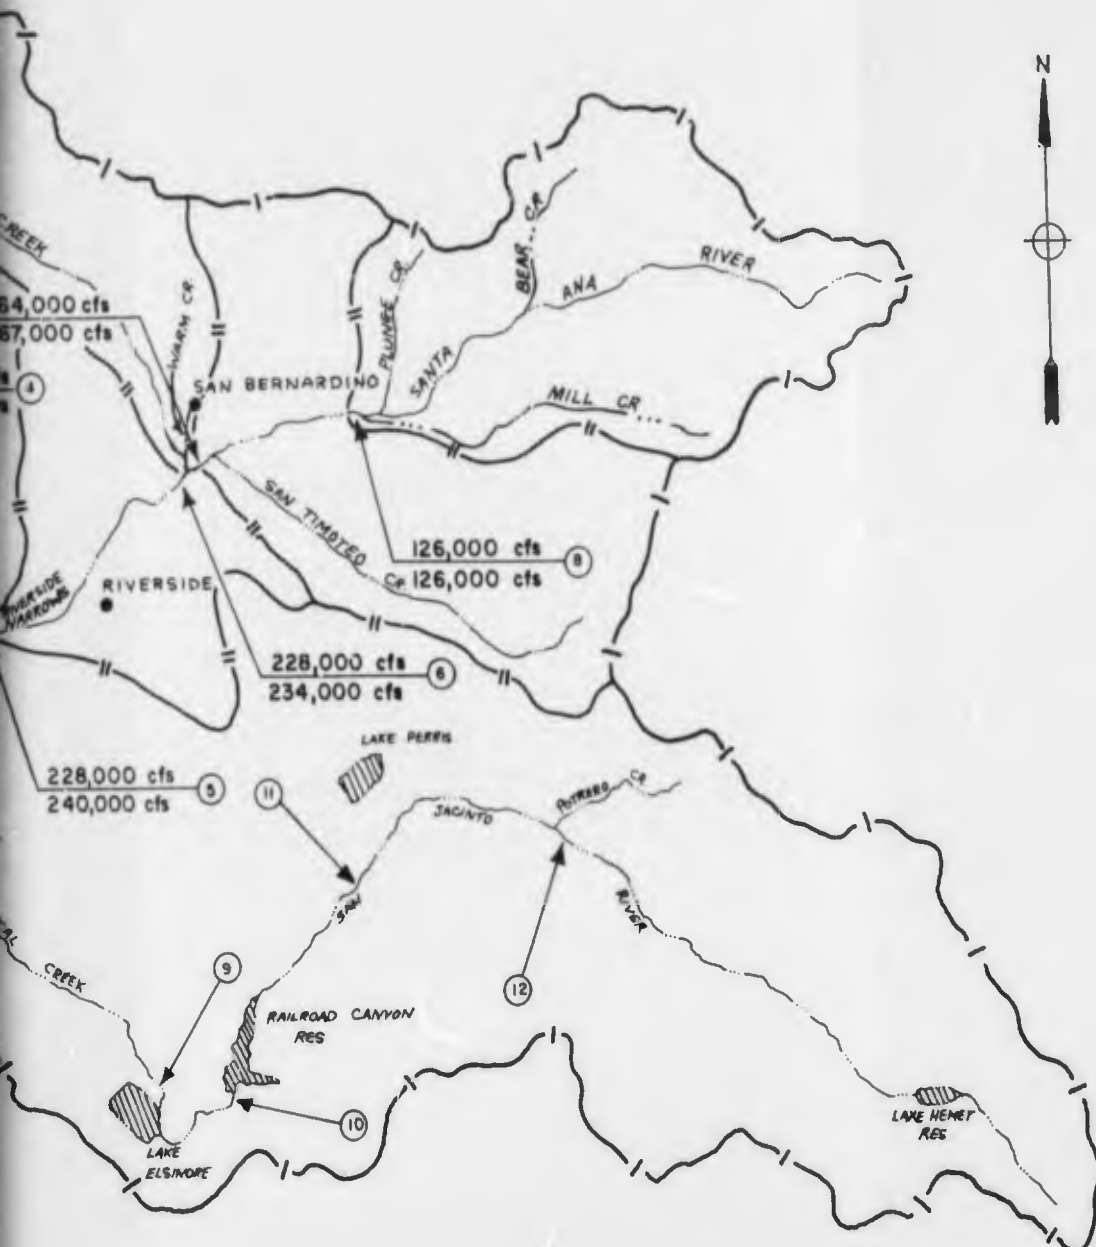 N
CREEK
WARM CR.
PLUNEE CR.
BEAR CR
SANTA ANA RIVER
64,000 cfs
67,000 cfs
4
SAN BERNARDINO
MILL CR
SAN TIMOTEO CR
126,000 cfs
126,000 cfs
8
RIVERSIDE NARROWS
RIVERSIDE
228,000 cfs
234,000 cfs
6
LAKE PERRIS
228,000 cfs
240,000 cfs
5
11
SAN JACINTO RIVER
POTRERO CR
12
CREEK
9
RAILROAD CANYON
RES
10
LAKE
ELSINORE
LAKE HEMET
RES